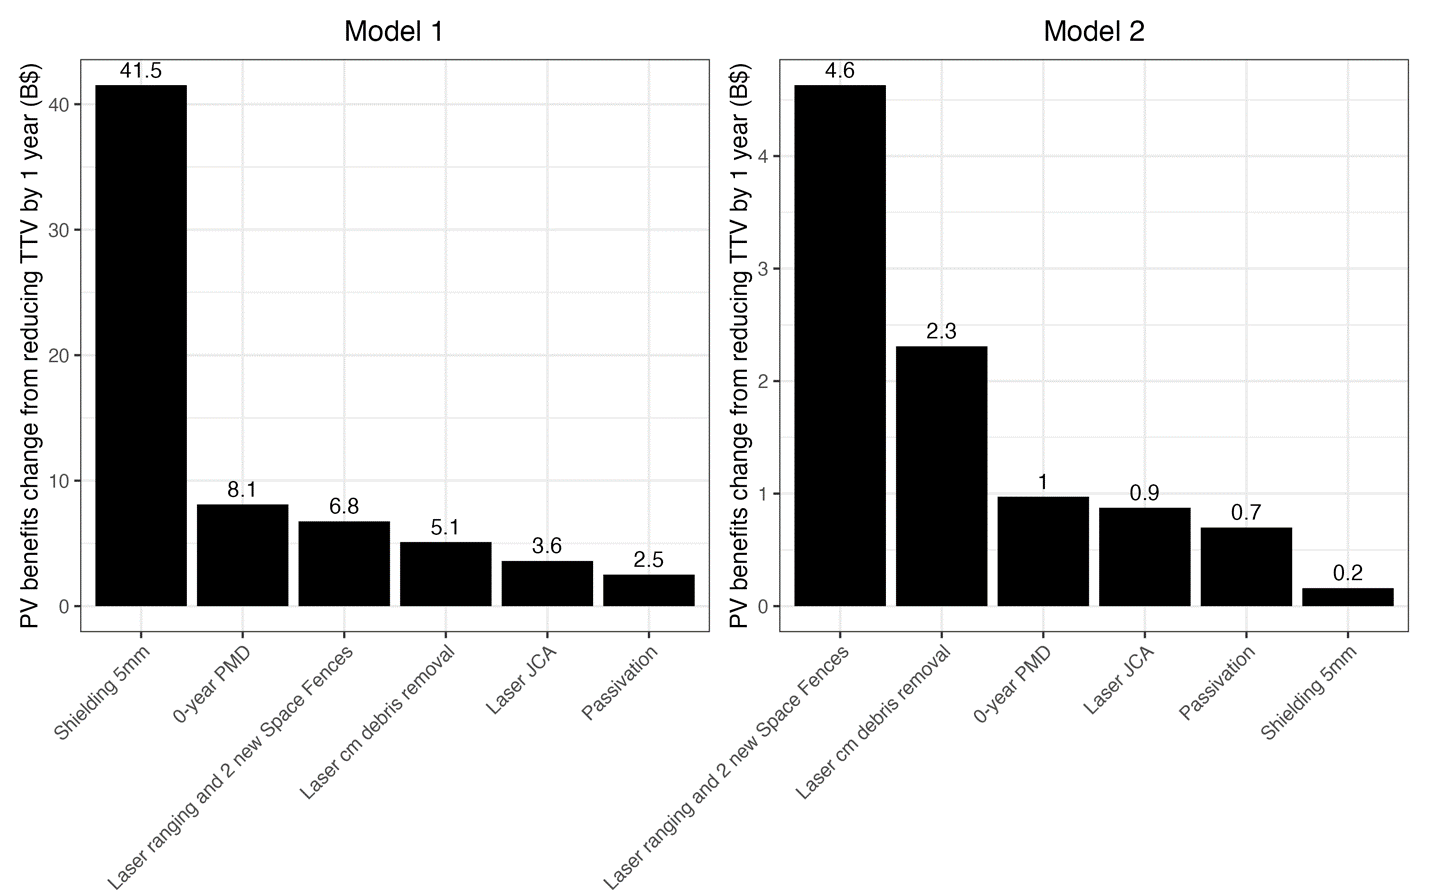 Model 1
PV benefits change from reducing TTV by 1 year (B$)
40
30
20
10
0
41.5
8.1
6.8
5.1
3.6
2.5
Shielding 5mm
0-year PMD
Laser ranging and 2 new Space Fences
Laser cm debris removal
Laser JCA
Passivation
Model 2
PV benefits change from reducing TTV by 1 year (B$)
4
3
2
1
0
4.6
2.3
1
0.9
0.7
0.2
Laser ranging and 2 new Space Fences
Laser cm debris removal
0-year PMD
Laser JCA
Passivation
Shielding 5mm